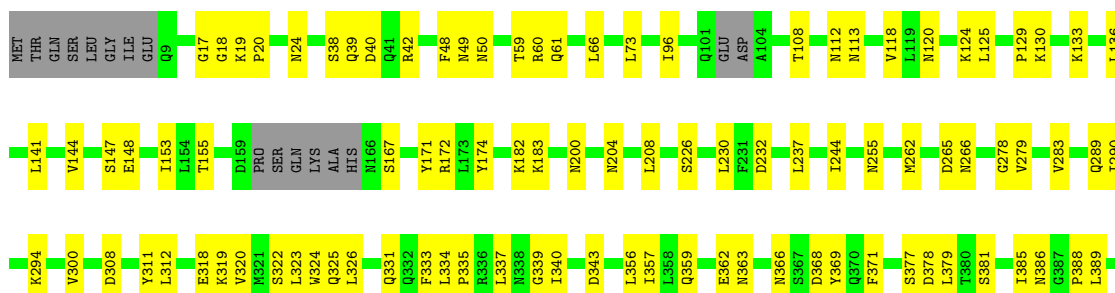 MET THR GLN SER LEU GLY ILE GLU Q9 G17 G18 K19 P20 N24 S38 Q39 D40 Q41 R42 F48 N49 N50 T59 R60 Q61 L66 L73 I96 Q101 GLU ASP A104 T108 N112 N113 V118 L119 N120 K124 L125 P129 K130 K133 L136
L141 V144 S147 E148 I153 L154 T155 D159 PRO SER GLN LYS ALA HIS N166 S167 Y171 R172 L173 Y174 K182 K183 N200 N204 L208 S226 L230 F231 D232 L237 I244 N255 M262 D265 N266 G278 V279 V283 Q289
K294 V300 D308 Y311 L312 E318 K319 V320 M321 S322 L323 W324 Q325 L326 Q331 Q332 F333 L334 P335 R336 L337 N338 G339 I340 D343 L356 I357 L358 Q359 E362 N363 N366 S367 D368 Y369 Q370 F371 S377 D378 L379 T380 S381 I385 N386 G387 P388 L389